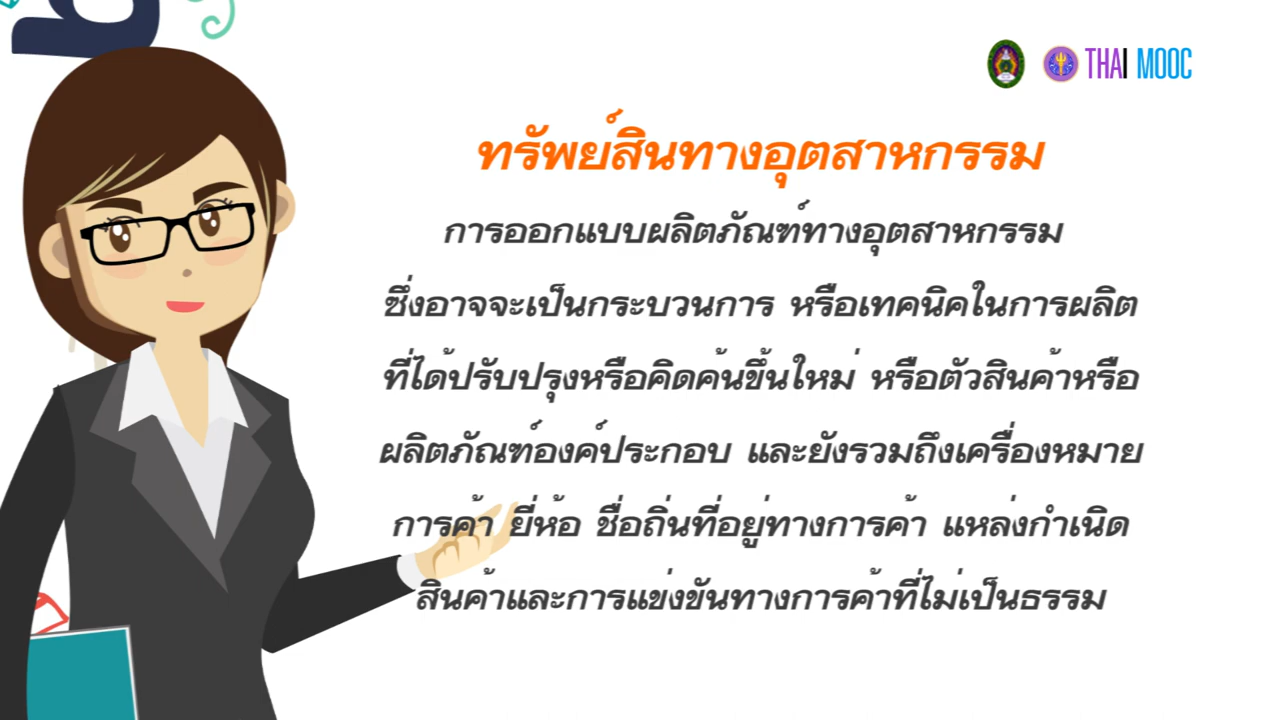 THAI MOOC
ทรัพย์สินทางอุตสาหกรรม
การออกแบบผลิตภัณฑ์ทางอุตสาหกรรม
ซึ่งอาจจะเป็นกระบวนการ หรือเทคนิคในการผลิต
ที่ได้ปรับปรุงหรือคิดค้นขึ้นใหม่ หรือตัวสินค้าหรือ
ผลิตภัณฑ์องค์ประกอบ และยังรวมถึงเครื่องหมาย
การค้า ยี่ห้อ ชื่อถิ่นที่อยู่ทางการค้า แหล่งกำเนิด
สินค้าและการแข่งขันทางการค้าที่ไม่เป็นธรรม